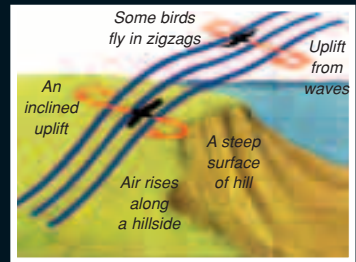 Some birds
fly in zigzags
Uplift
from
waves
An
inclined
uplift
A steep
surface
of hill
Air rises
along
a hillside